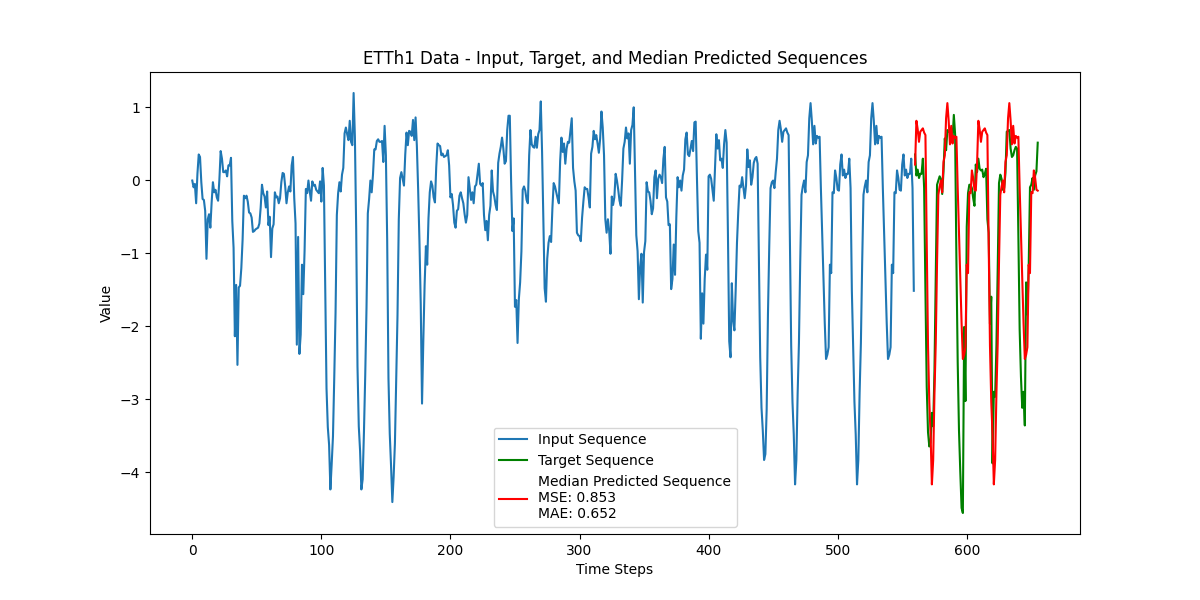 ETTh1 Data - Input, Target, and Median Predicted Sequences
Value
1
0
−1
−2
−3
−4
Input Sequence
Target Sequence
Median Predicted Sequence
MSE: 0.853
MAE: 0.652
0 100 200 300 400 500 600
Time Steps